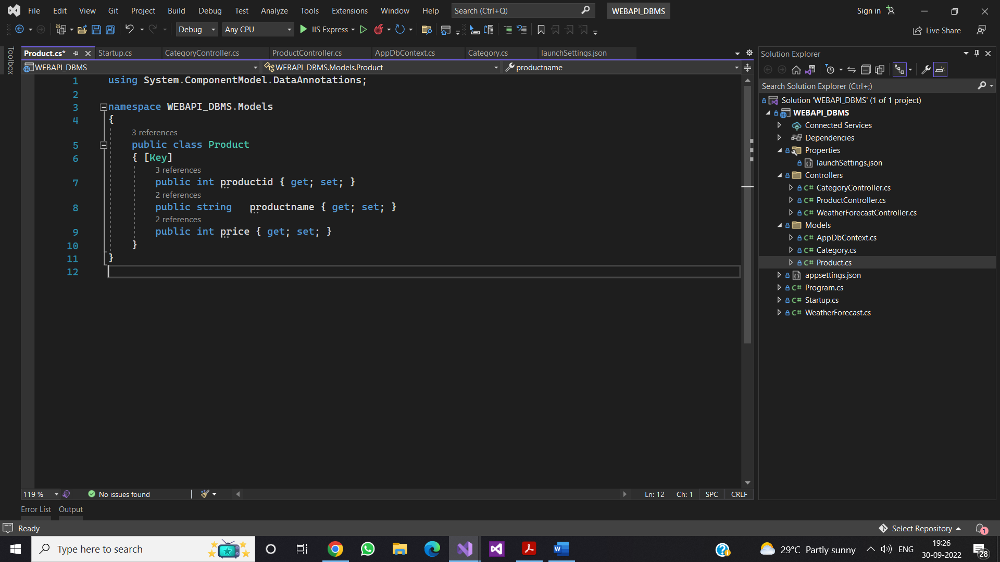 File Edit View Git Project Build Debug Test Analyze Tools Extensions Window Help Search (Ctrl+Q) WEBAPI_DBMS Sign in
Debug Any CPU IIS Express Live Share
Toolbox
Product.cs* Startup.cs CategoryController.cs ProductController.cs AppDbContext.cs Category.cs launchSettings.json
WEBAPI_DBMS WEBAPI_DBMS.Models.Product productname
1 using System.ComponentModel.DataAnnotations;
2
3 namespace WEBAPI_DBMS.Models
4 {
3 references
5 public class Product
6 { [Key]
3 references
7 public int productid { get; set; }
2 references
8 public string productname { get; set; }
2 references
9 public int price { get; set; }
10 }
11 }
12
119 % No issues found Ln: 12 Ch: 1 SPC CRLF
Error List Output
Solution Explorer
Search Solution Explorer (Ctrl+;)
Solution 'WEBAPI_DBMS' (1 of 1 project)
WEBAPI_DBMS
Connected Services
Dependencies
Properties
launchSettings.json
Controllers
C# CategoryController.cs
C# ProductController.cs
C# WeatherForecastController.cs
Models
C# AppDbContext.cs
C# Category.cs
C# Product.cs
appsettings.json
C# Program.cs
C# Startup.cs
C# WeatherForecast.cs
Ready Select Repository 1
Type here to search 29°C Partly sunny ENG 19:26
30-09-2022 28